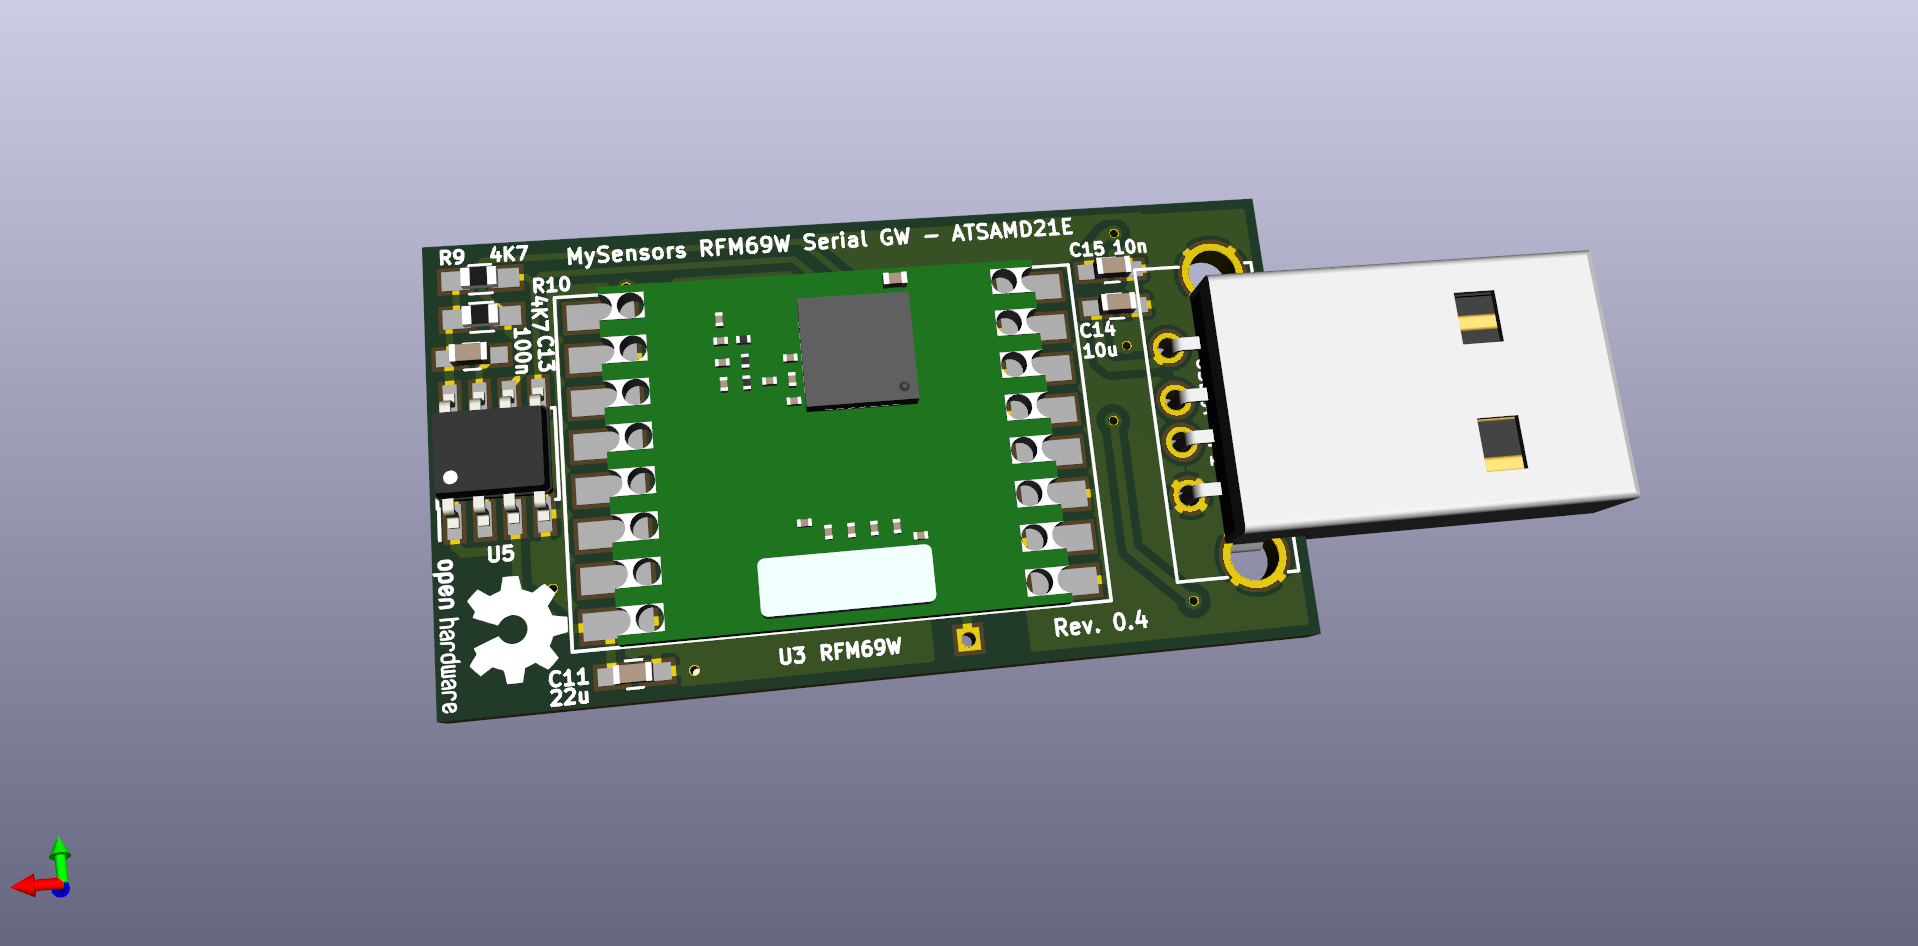 MySensors RFM69W Serial GW - ATSAMD21E
R9 4K7
R10
4K7
C13
100n
C15 10n
C14
10u
U5
open hardware
C11
22u
U3 RFM69W
Rev. 0.4